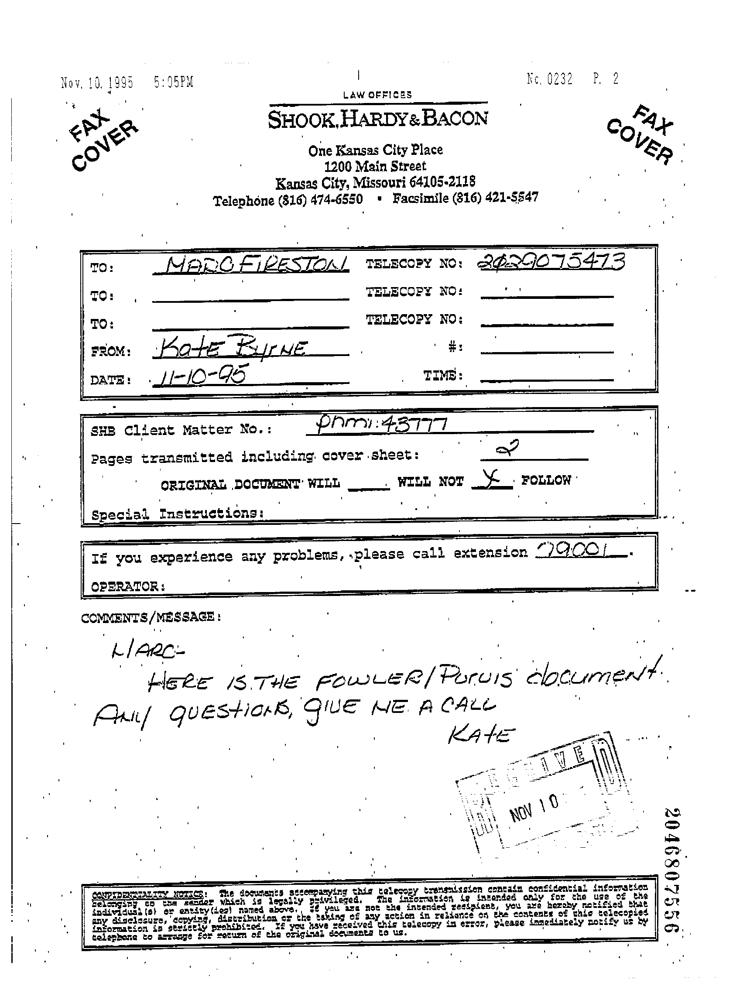 Nov. 10. 1995 5:05PM No. 0232 P. 2
LAW OFFICES
FAX COVER
SHOOK, HARDY & BACON
FAX COVER
One Kansas City Place
1200 Main Street
Kansas City, Missouri 64105-2118
Telephone (816) 474-6550 • Facsimile (816) 421-5547
TO: MARC FIRESTON TELECOPY NO: 2029075473
TO: TELECOPY NO:
TO: TELECOPY NO:
FROM: Kate Byrne #:
DATE: 11-10-95 TIME:
SHB Client Matter No.: 43777
Pages transmitted including cover sheet: 2
ORIGINAL DOCUMENT WILL ____ WILL NOT X FOLLOW
Special Instructions:
If you experience any problems, please call extension 79001.
OPERATOR:
COMMENTS/MESSAGE:
MARC-
HERE IS THE FOWLER/PURVIS document.
ANY QUESTIONS, GIVE ME A CALL
KATE
RECEIVED
NOV 10
2046807556
CONFIDENTIALITY NOTICE: The documents accompanying this telecopy transmission contain confidential information
belonging to the sender which is legally privileged. The information is intended only for the use of the
individual(s) or entity(ies) named above. If you are not the intended recipient, you are hereby notified that
any disclosure, copying, distribution or the taking of any action in reliance on the contents of this telecopied
information is strictly prohibited. If you have received this telecopy in error, please immediately notify us by
telephone to arrange for return of the original documents to us.